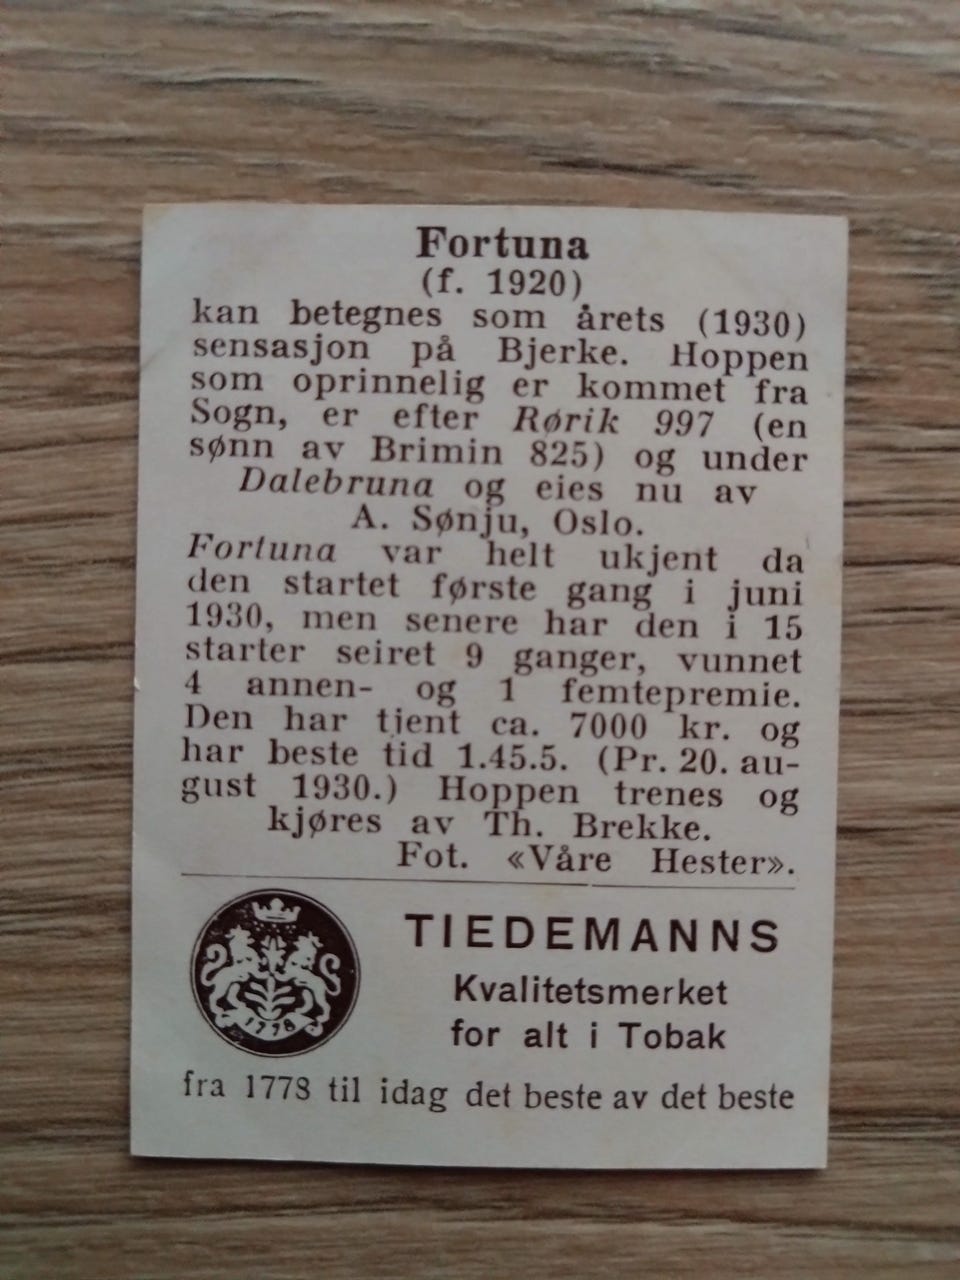 Fortuna
(f. 1920)
kan betegnes som årets (1930)
sensasjon på Bjerke. Hoppen
som oprinnelig er kommet fra
Sogn, er efter Rørik 997 (en
sønn av Brimin 825) og under
Dalebruna og eies nu av
A. Sønju, Oslo.
Fortuna var helt ukjent da
den startet første gang i juni
1930, men senere har den i 15
starter seiret 9 ganger, vunnet
4 annen- og 1 femtepremie.
Den har tjent ca. 7000 kr. og
har beste tid 1.45.5. (Pr. 20. au-
gust 1930.) Hoppen trenes og
kjøres av Th. Brekke.
Fot. «Våre Hester».
1778
TIEDEMANNS
Kvalitetsmerket
for alt i Tobak
fra 1778 til idag det beste av det beste